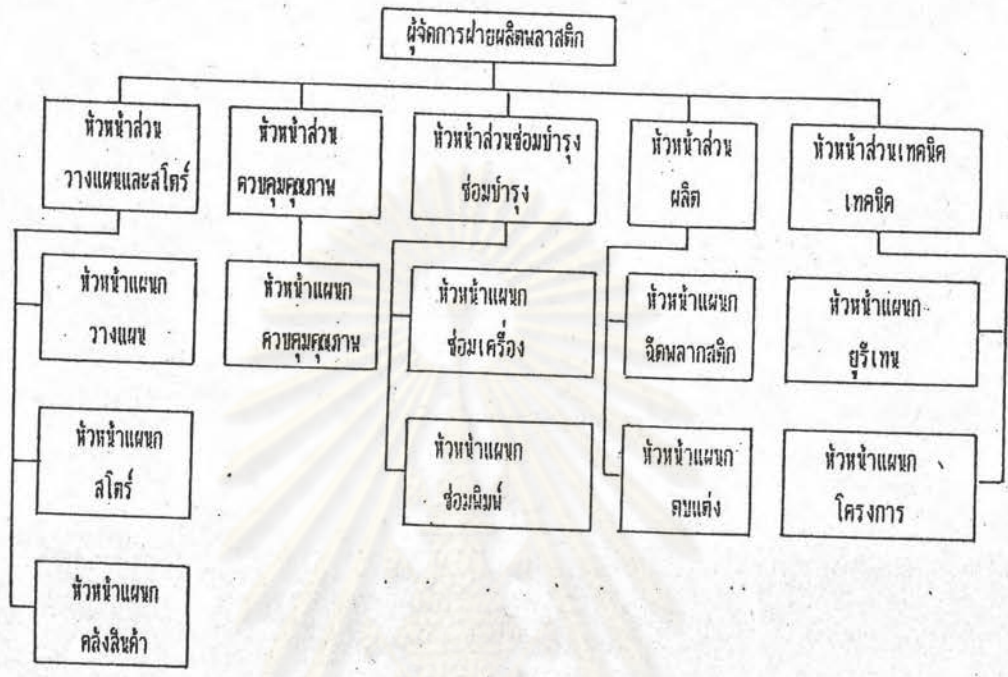 ผู้จัดการฝ่ายผลิตพลาสติก
หัวหน้าส่วน
วางแผนและสโตร์
หัวหน้าส่วน
ควบคุมคุณภาพ
หัวหน้าส่วนซ่อมบำรุง
ซ่อมบำรุง
หัวหน้าส่วน
ผลิต
หัวหน้าส่วนเทคนิค
เทคนิค
หัวหน้าแผนก
วางแผน
หัวหน้าแผนก
ควบคุมคุณภาพ
หัวหน้าแผนก
ซ่อมเครื่อง
หัวหน้าแผนก
ฉีดพลากสติก
หัวหน้าแผนก
ยูรีเทน
หัวหน้าแผนก
สโตร์
หัวหน้าแผนก
ซ่อมพิมพ์
หัวหน้าแผนก
ตบแต่ง
หัวหน้าแผนก
โครงการ
หัวหน้าแผนก
คลังสินค้า